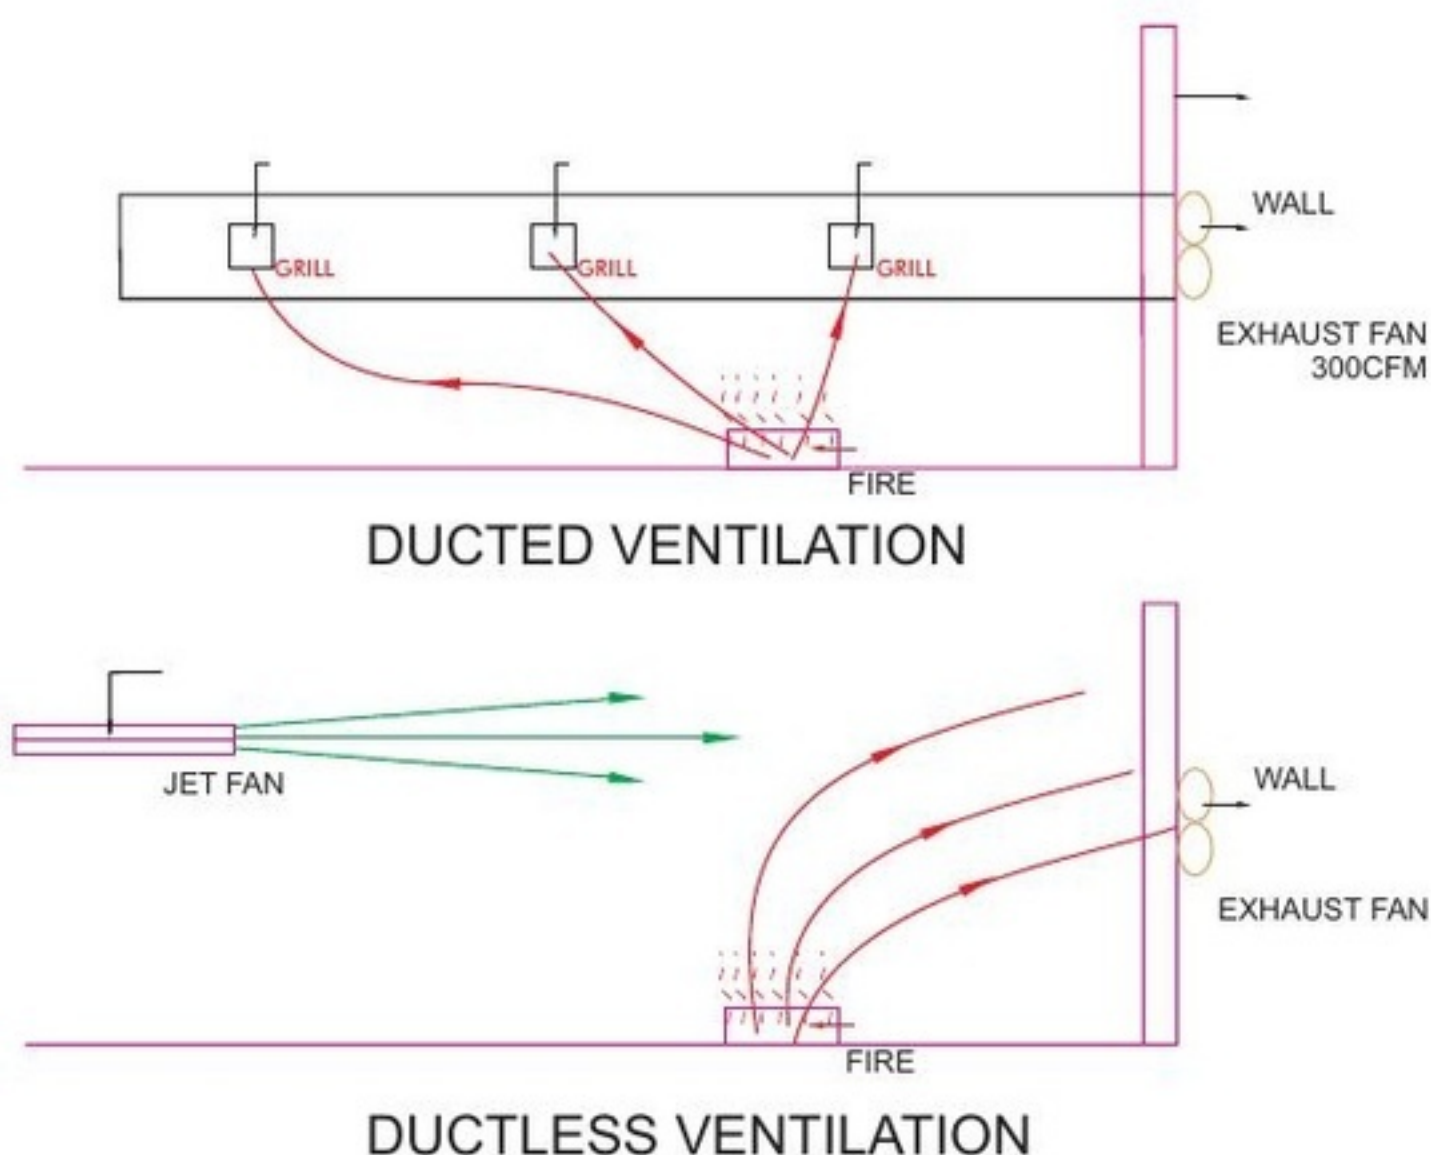 WALL
GRILL
GRILL
GRILL
EXHAUST FAN
300CFM
FIRE
DUCTED VENTILATION
JET FAN
WALL
EXHAUST FAN
FIRE
DUCTLESS VENTILATION